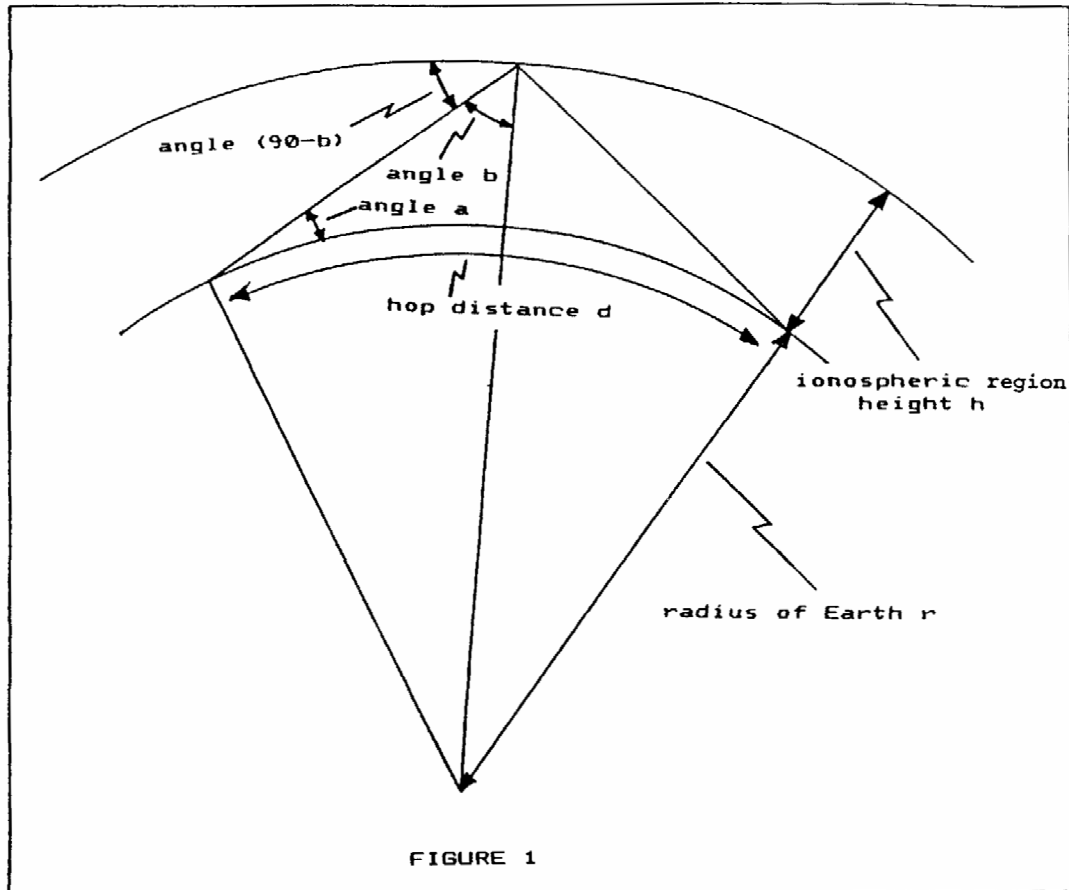 angle (90-b)
angle b
angle a
hop distance d
ionospheric region
height h
radius of Earth r
FIGURE 1